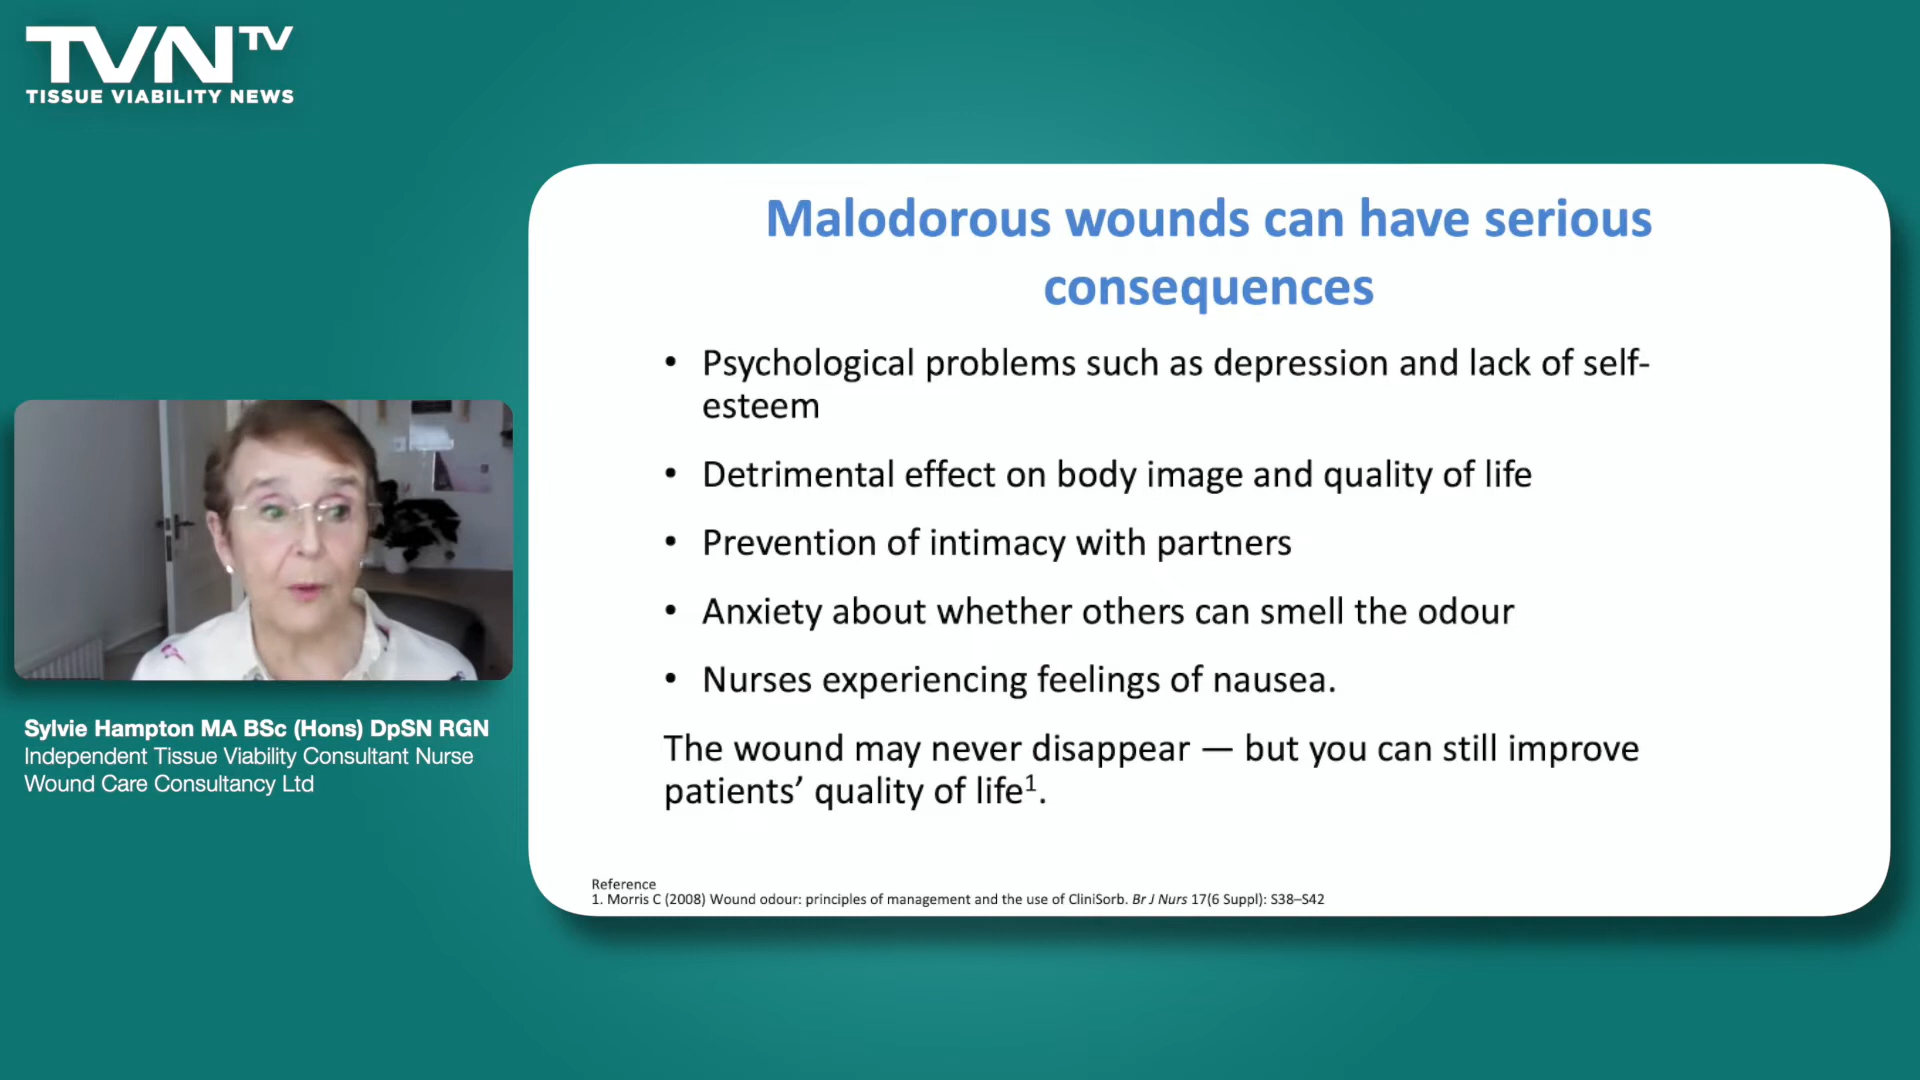 TVN TV
TISSUE VIABILITY NEWS
Malodorous wounds can have serious
consequences
• Psychological problems such as depression and lack of self-
esteem
• Detrimental effect on body image and quality of life
• Prevention of intimacy with partners
• Anxiety about whether others can smell the odour
• Nurses experiencing feelings of nausea.
The wound may never disappear — but you can still improve
patients’ quality of life¹.
Reference
1. Morris C (2008) Wound odour: principles of management and the use of CliniSorb. Br J Nurs 17(6 Suppl): S38–S42
Sylvie Hampton MA BSc (Hons) DpSN RGN
Independent Tissue Viability Consultant Nurse
Wound Care Consultancy Ltd